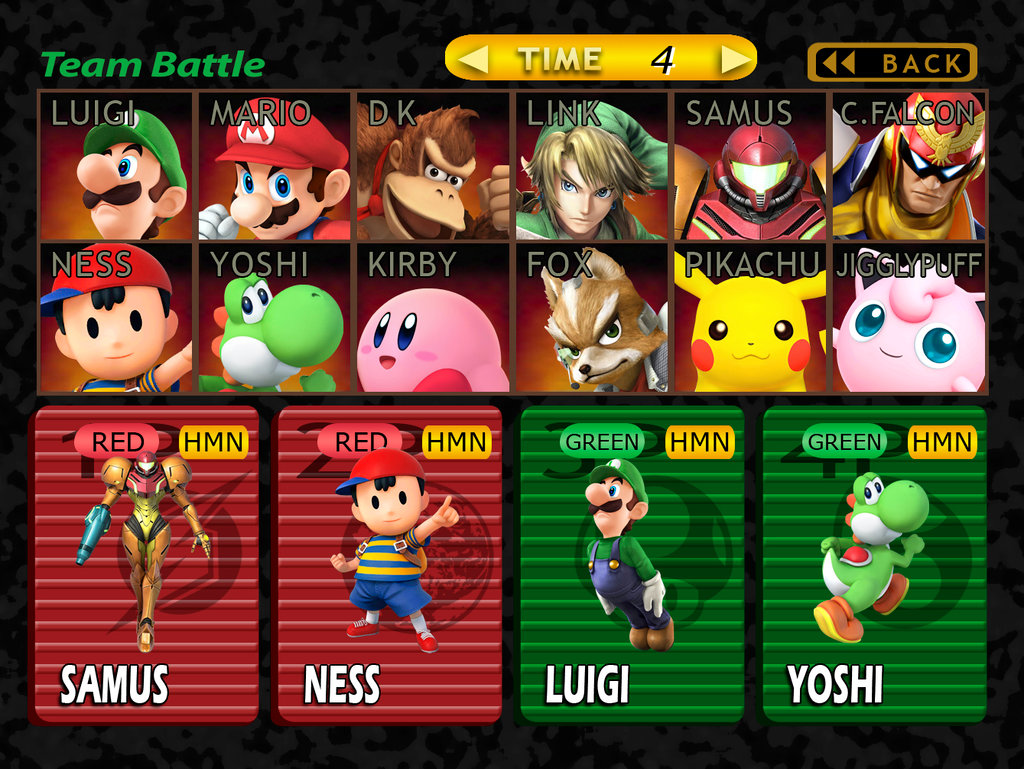 Team Battle
TIME 4
BACK
LUIGI MARIO DK LINK SAMUS C.FALCON
NESS YOSHI KIRBY FOX PIKACHU JIGGLYPUFF
RED HMN RED HMN GREEN HMN GREEN HMN
SAMUS NESS LUIGI YOSHI